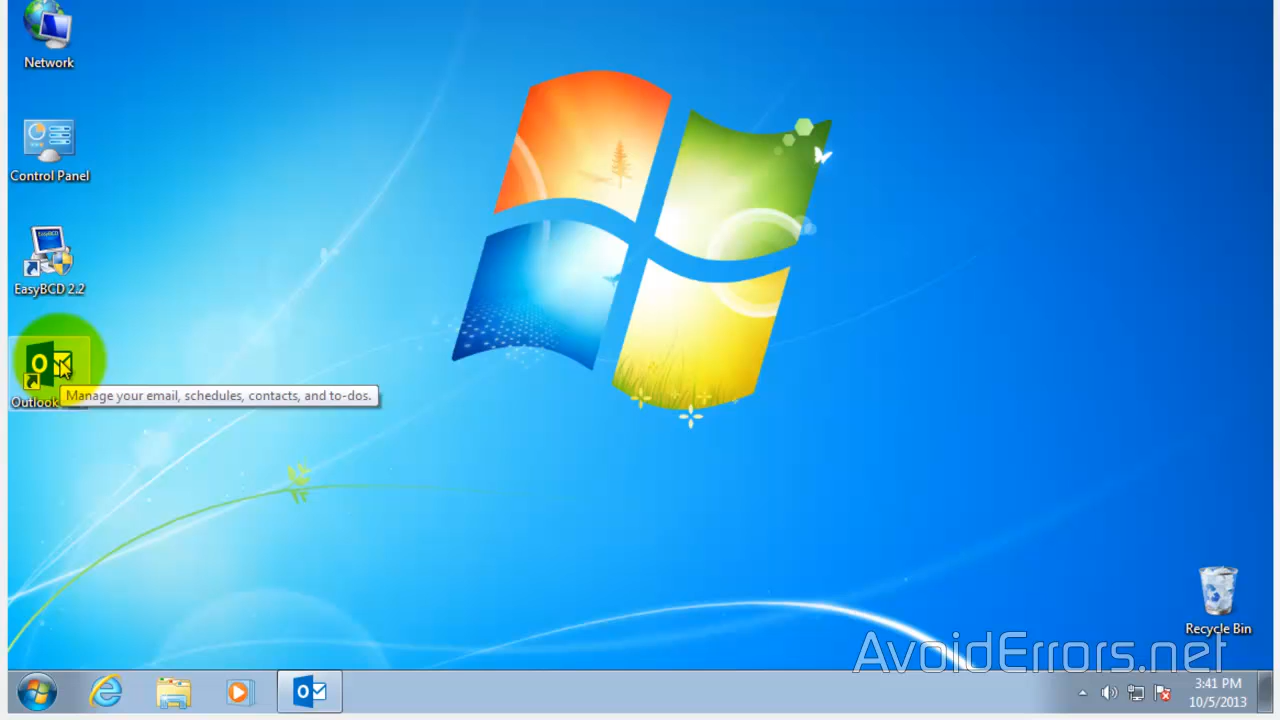 Network
Control Panel
EasyBCD 2.2
Outlook
Manage your email, schedules, contacts, and to-dos.
Recycle Bin
AvoidErrors.net
3:41 PM
10/5/2013